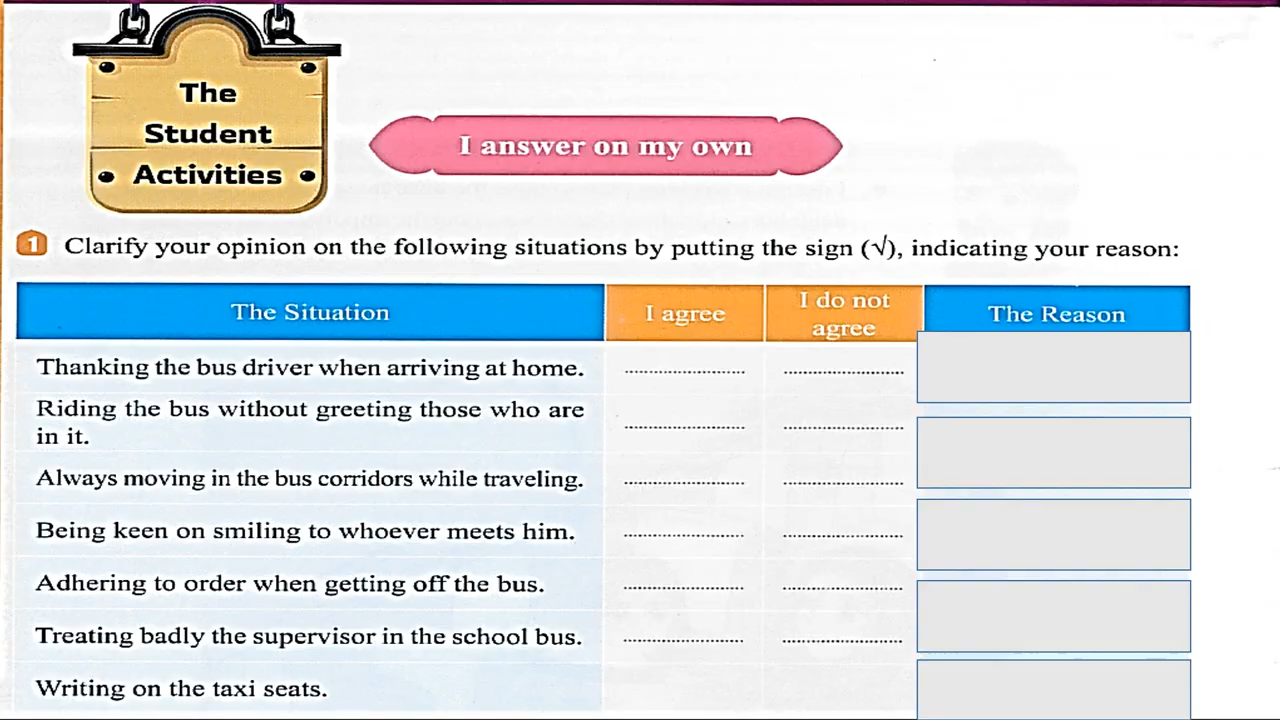 The
Student
Activities
I answer on my own
1 Clarify your opinion on the following situations by putting the sign (√), indicating your reason:
The Situation
I agree
I do not
agree
The Reason
Thanking the bus driver when arriving at home. ........................ ........................
Riding the bus without greeting those who are
in it. ........................ ........................
Always moving in the bus corridors while traveling. ........................ ........................
Being keen on smiling to whoever meets him. ........................ ........................
Adhering to order when getting off the bus. ........................ ........................
Treating badly the supervisor in the school bus. ........................ ........................
Writing on the taxi seats.